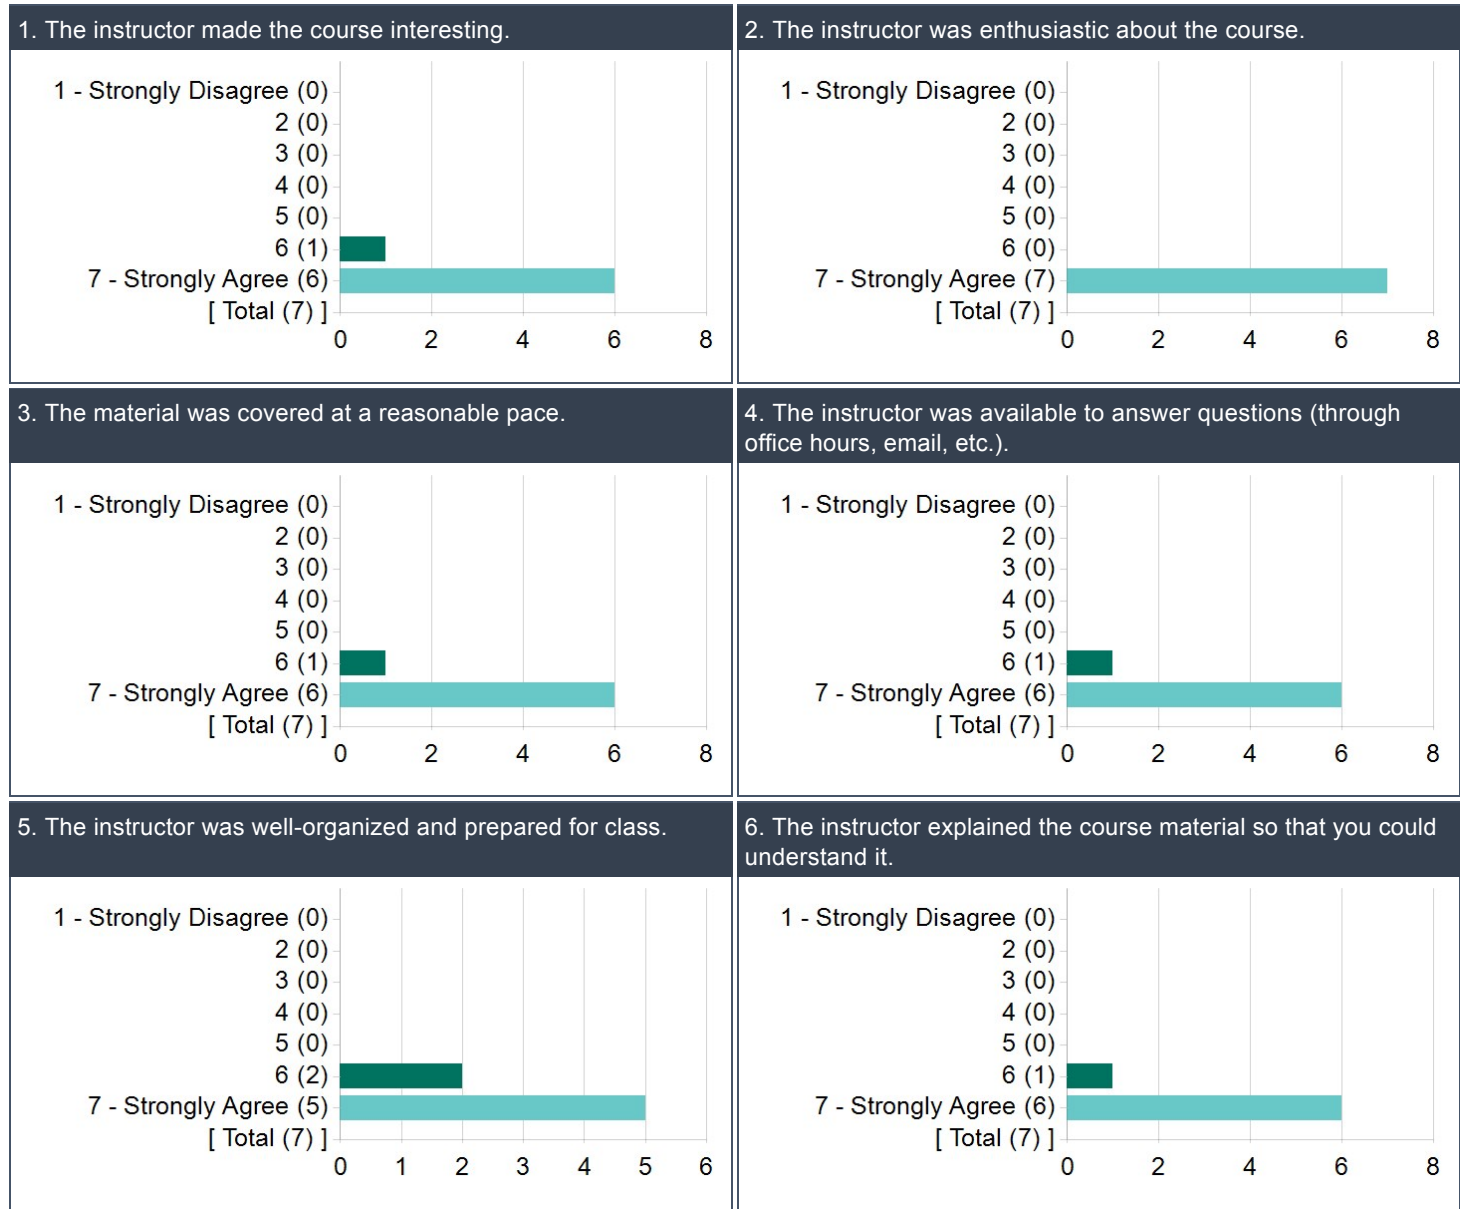 1. The instructor made the course interesting.
1 - Strongly Disagree (0)
2 (0)
3 (0)
4 (0)
5 (0)
6 (1)
7 - Strongly Agree (6)
[ Total (7) ]
0 2 4 6 8
2. The instructor was enthusiastic about the course.
1 - Strongly Disagree (0)
2 (0)
3 (0)
4 (0)
5 (0)
6 (0)
7 - Strongly Agree (7)
[ Total (7) ]
0 2 4 6 8
3. The material was covered at a reasonable pace.
1 - Strongly Disagree (0)
2 (0)
3 (0)
4 (0)
5 (0)
6 (1)
7 - Strongly Agree (6)
[ Total (7) ]
0 2 4 6 8
4. The instructor was available to answer questions (through
office hours, email, etc.).
1 - Strongly Disagree (0)
2 (0)
3 (0)
4 (0)
5 (0)
6 (1)
7 - Strongly Agree (6)
[ Total (7) ]
0 2 4 6 8
5. The instructor was well-organized and prepared for class.
1 - Strongly Disagree (0)
2 (0)
3 (0)
4 (0)
5 (0)
6 (2)
7 - Strongly Agree (5)
[ Total (7) ]
0 1 2 3 4 5 6
6. The instructor explained the course material so that you could
understand it.
1 - Strongly Disagree (0)
2 (0)
3 (0)
4 (0)
5 (0)
6 (1)
7 - Strongly Agree (6)
[ Total (7) ]
0 2 4 6 8